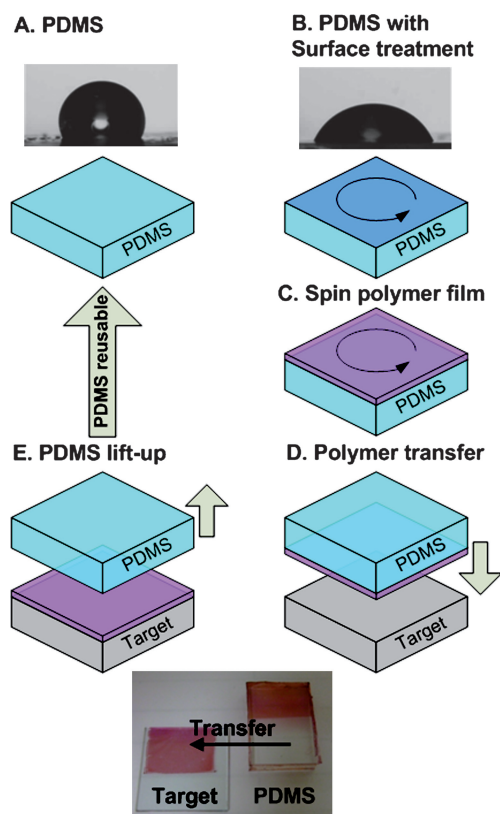 A. PDMS
B. PDMS with
Surface treatment
PDMS
PDMS
C. Spin polymer film
PDMS reusable
PDMS
E. PDMS lift-up
D. Polymer transfer
PDMS
PDMS
Target
Target
Transfer
Target
PDMS